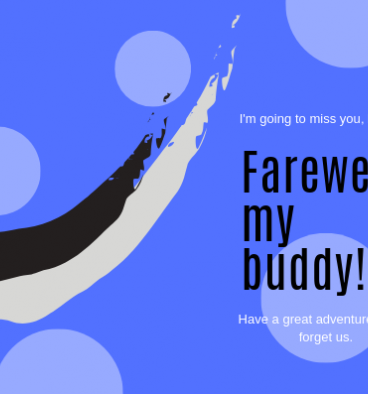 I'm going to miss you,
Farewe
my
buddy!
Have a great adventure
forget us.